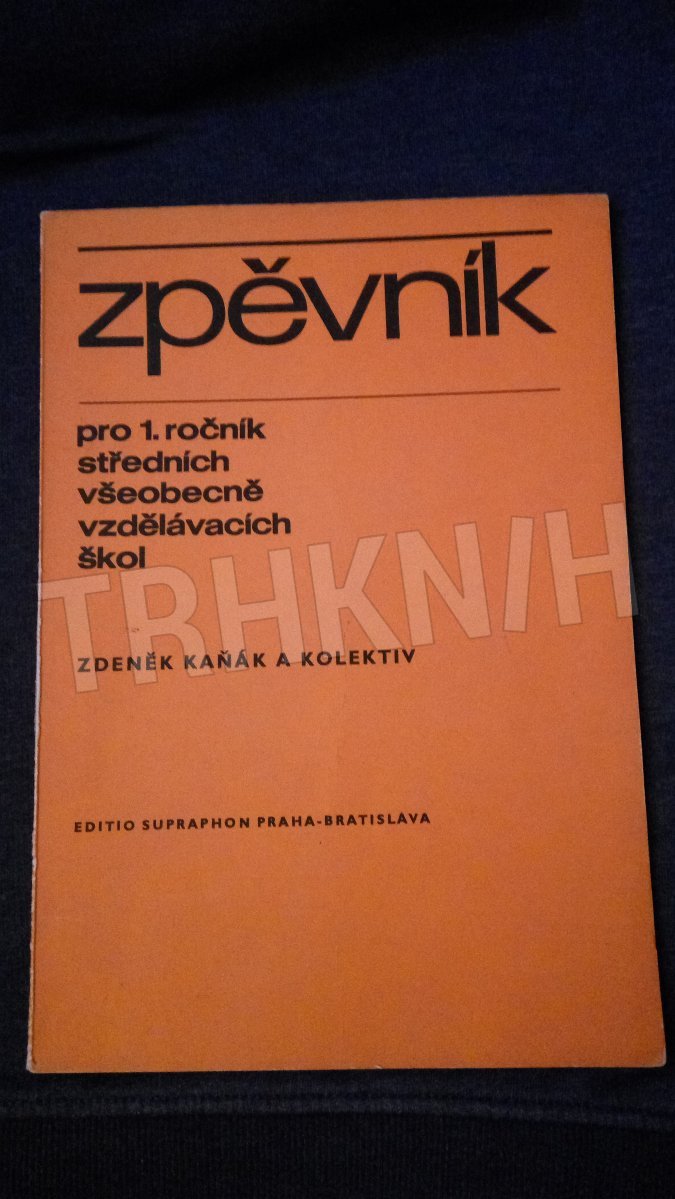 zpěvník
pro 1. ročník
středních
všeobecně
vzdělávacích
škol
TRHKNIH
ZDENĚK KAŇÁK A KOLEKTIV
EDITIO SUPRAPHON PRAHA-BRATISLAVA